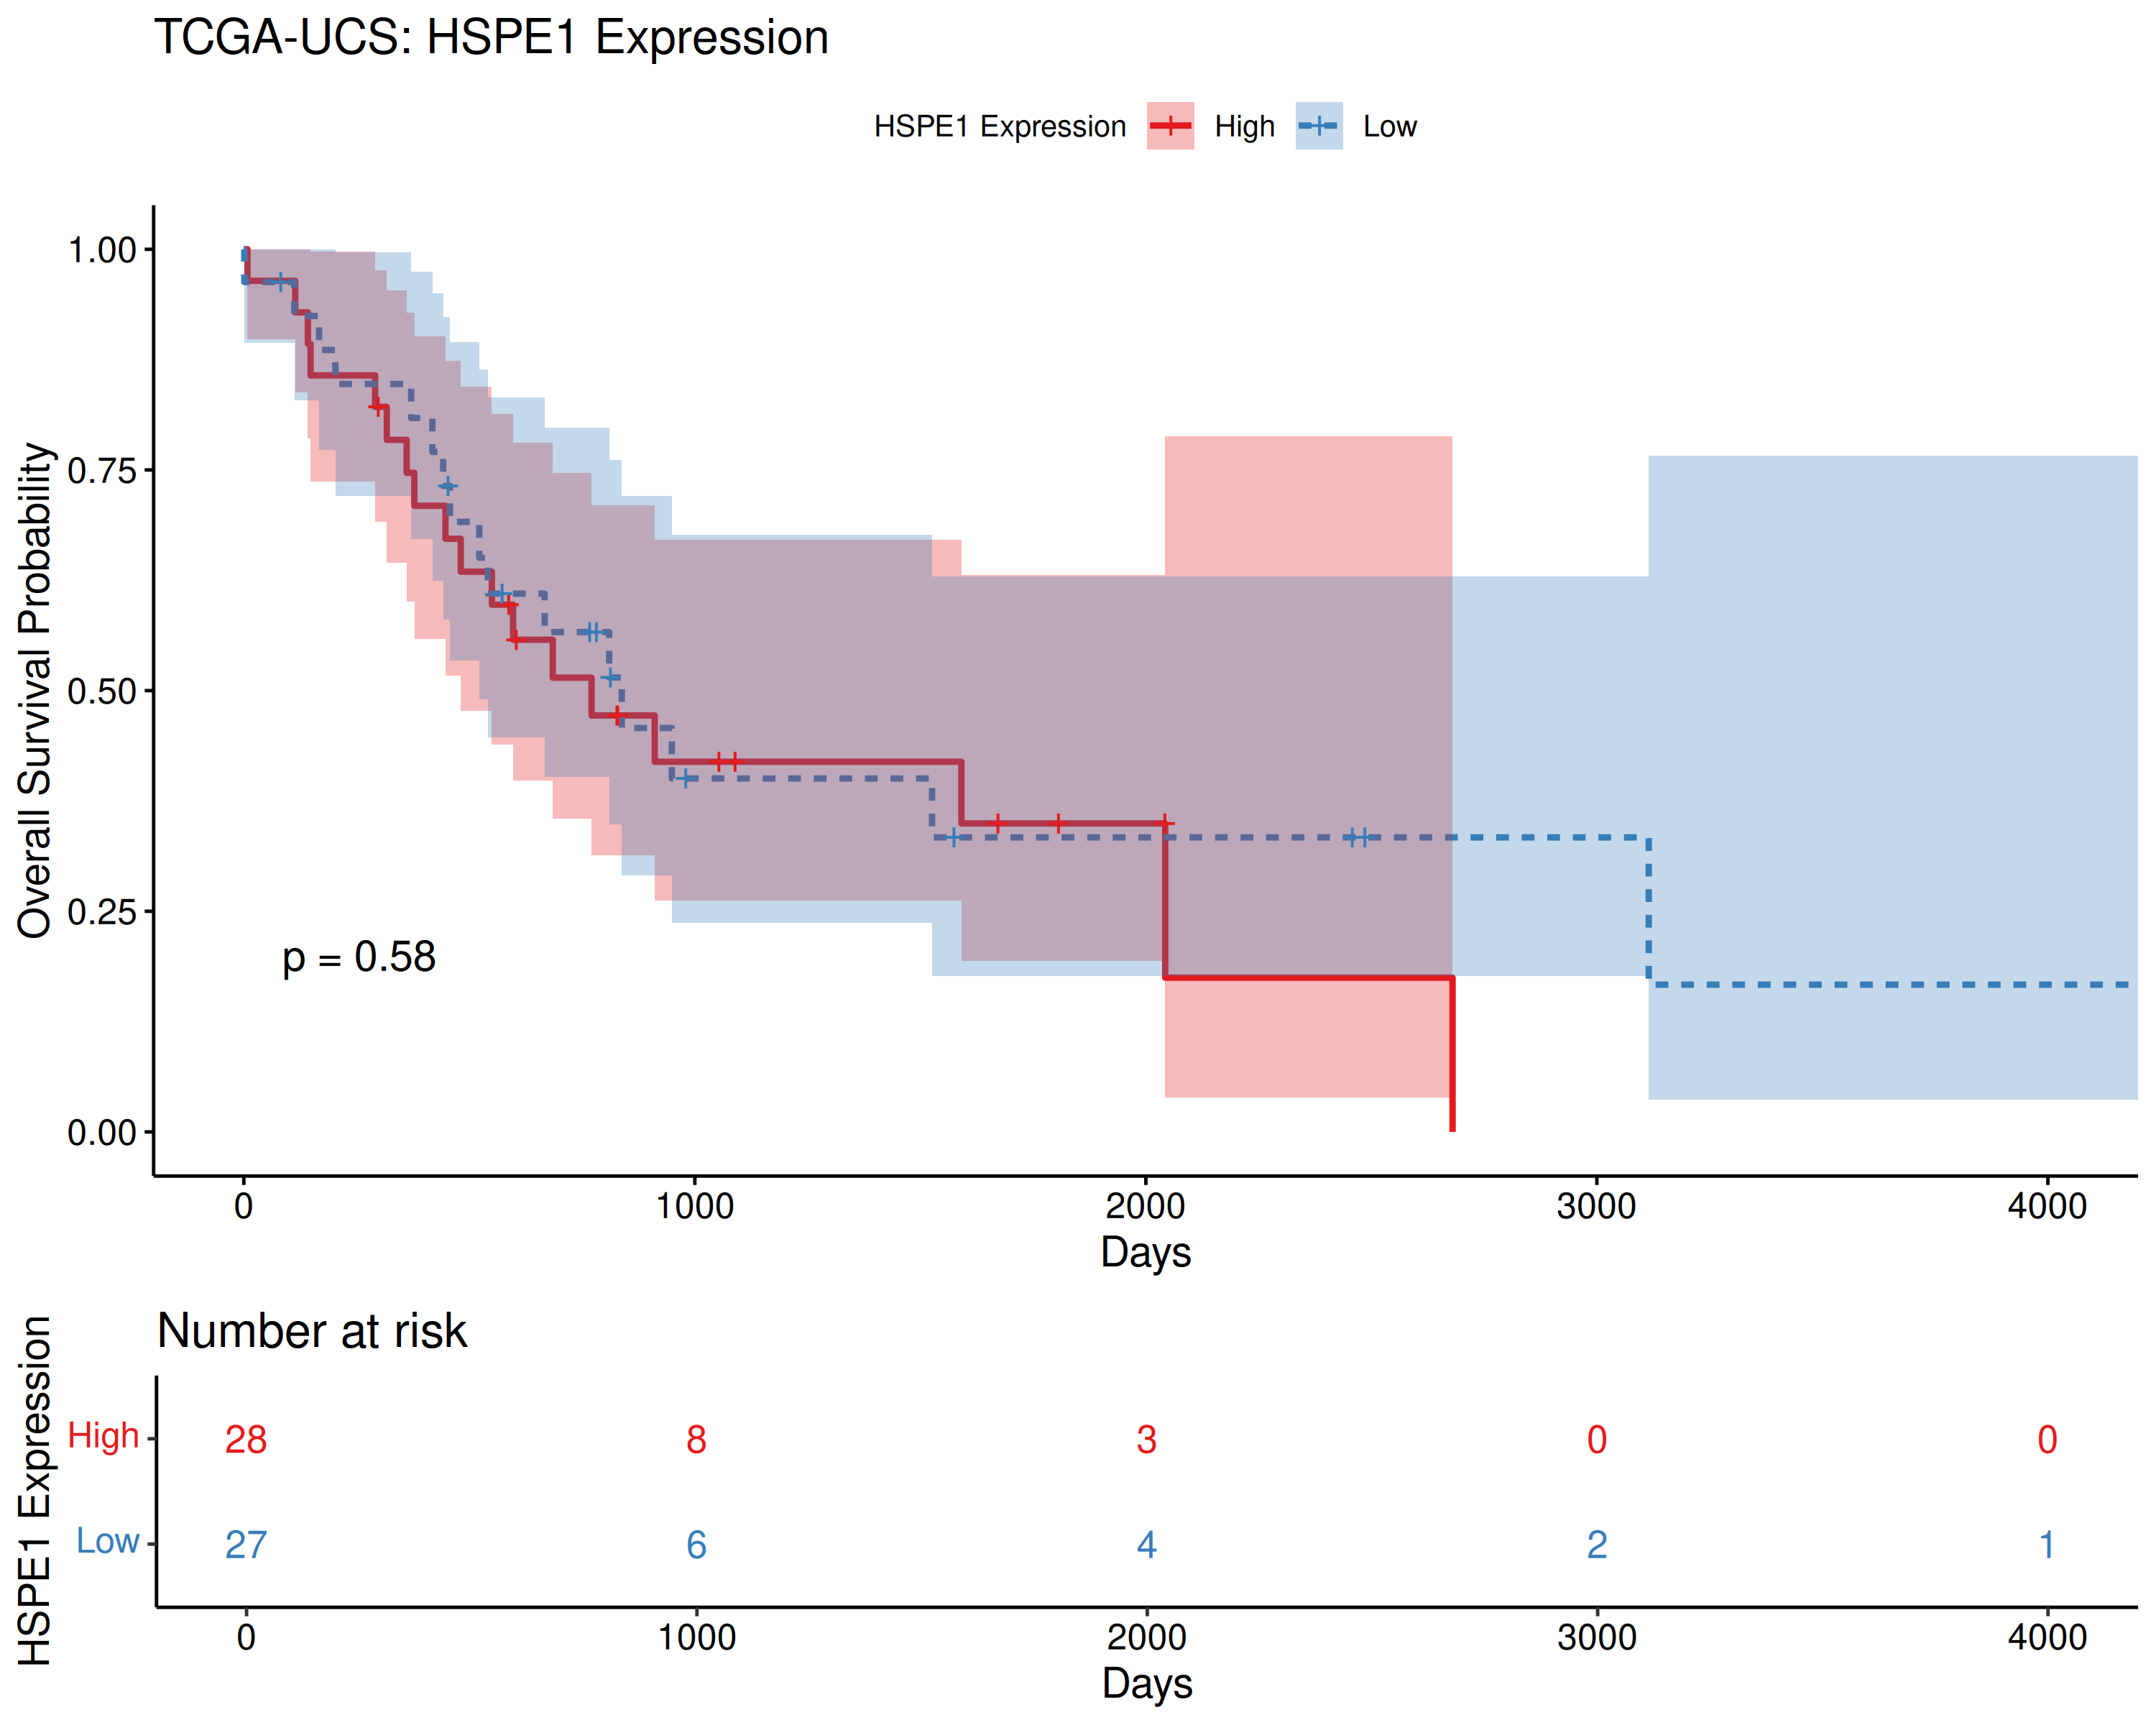 TCGA-UCS: HSPE1 Expression
HSPE1 Expression High Low
Overall Survival Probability
1.00
0.75
0.50
0.25
0.00
p = 0.58
0 1000 2000 3000 4000
Days
Number at risk
HSPE1 Expression
High 28 8 3 0 0
Low 27 6 4 2 1
0 1000 2000 3000 4000
Days